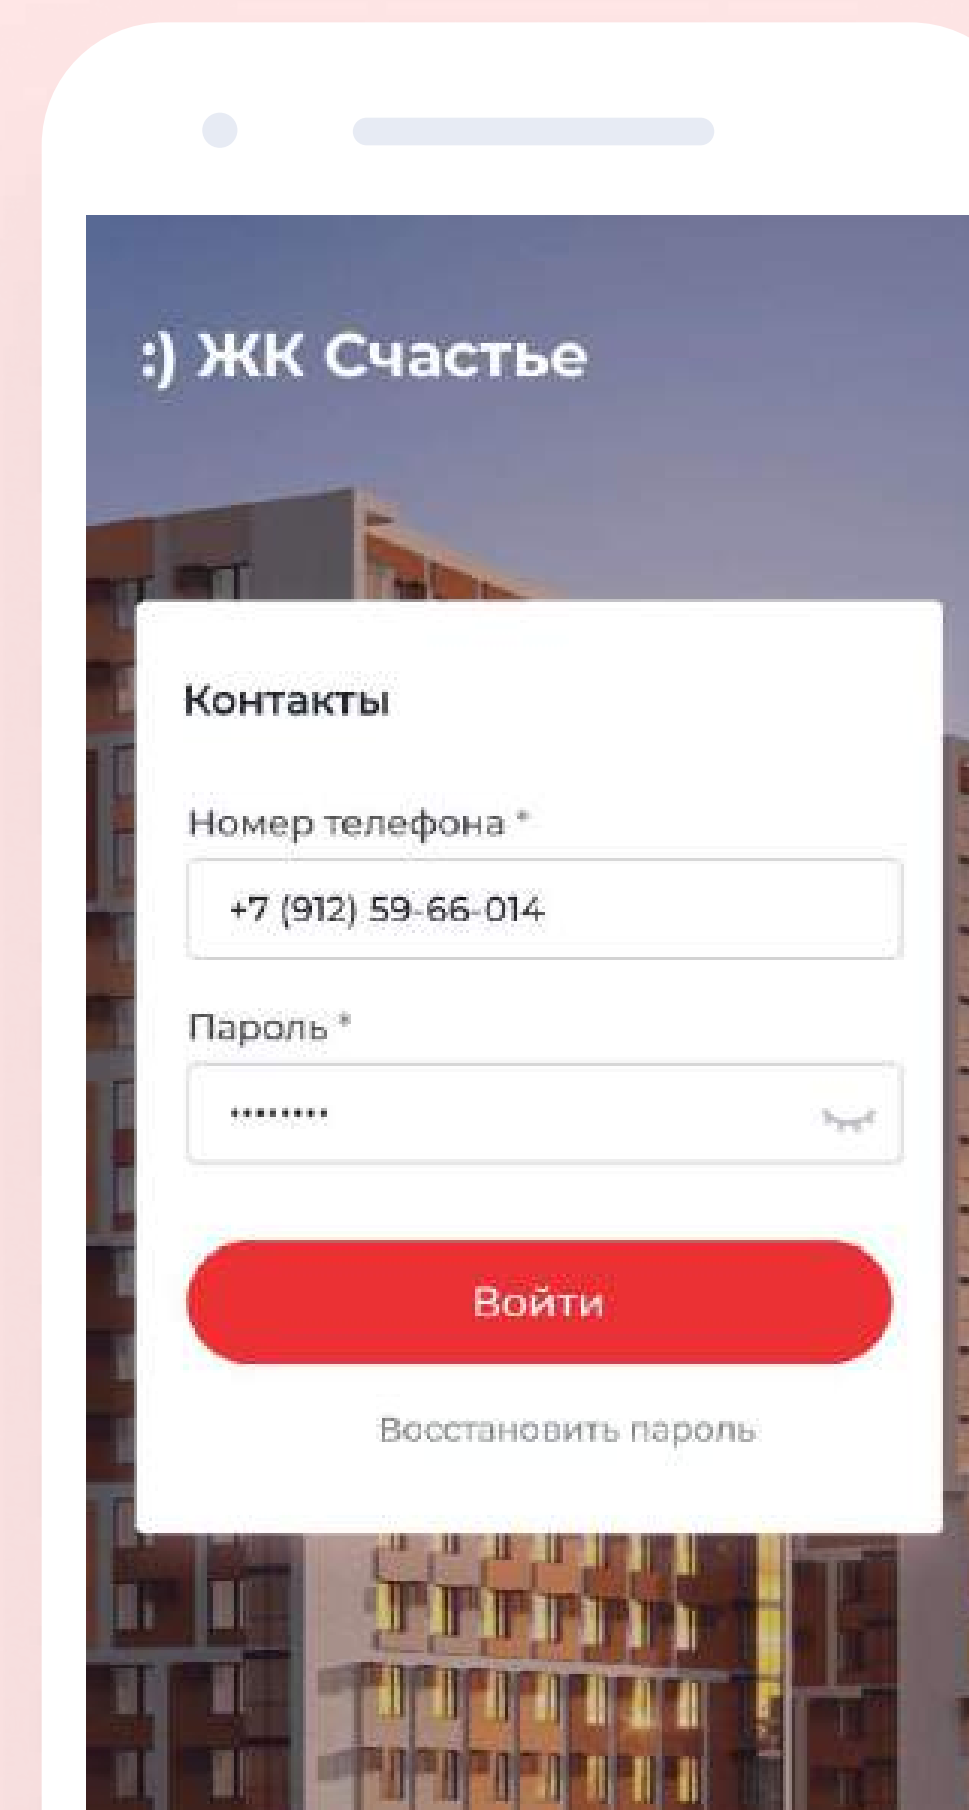 :) ЖК Счастье
Контакты
Номер телефона *
+7 (912) 59-66-014
Пароль *
••••••••
Войти
Восстановить пароль